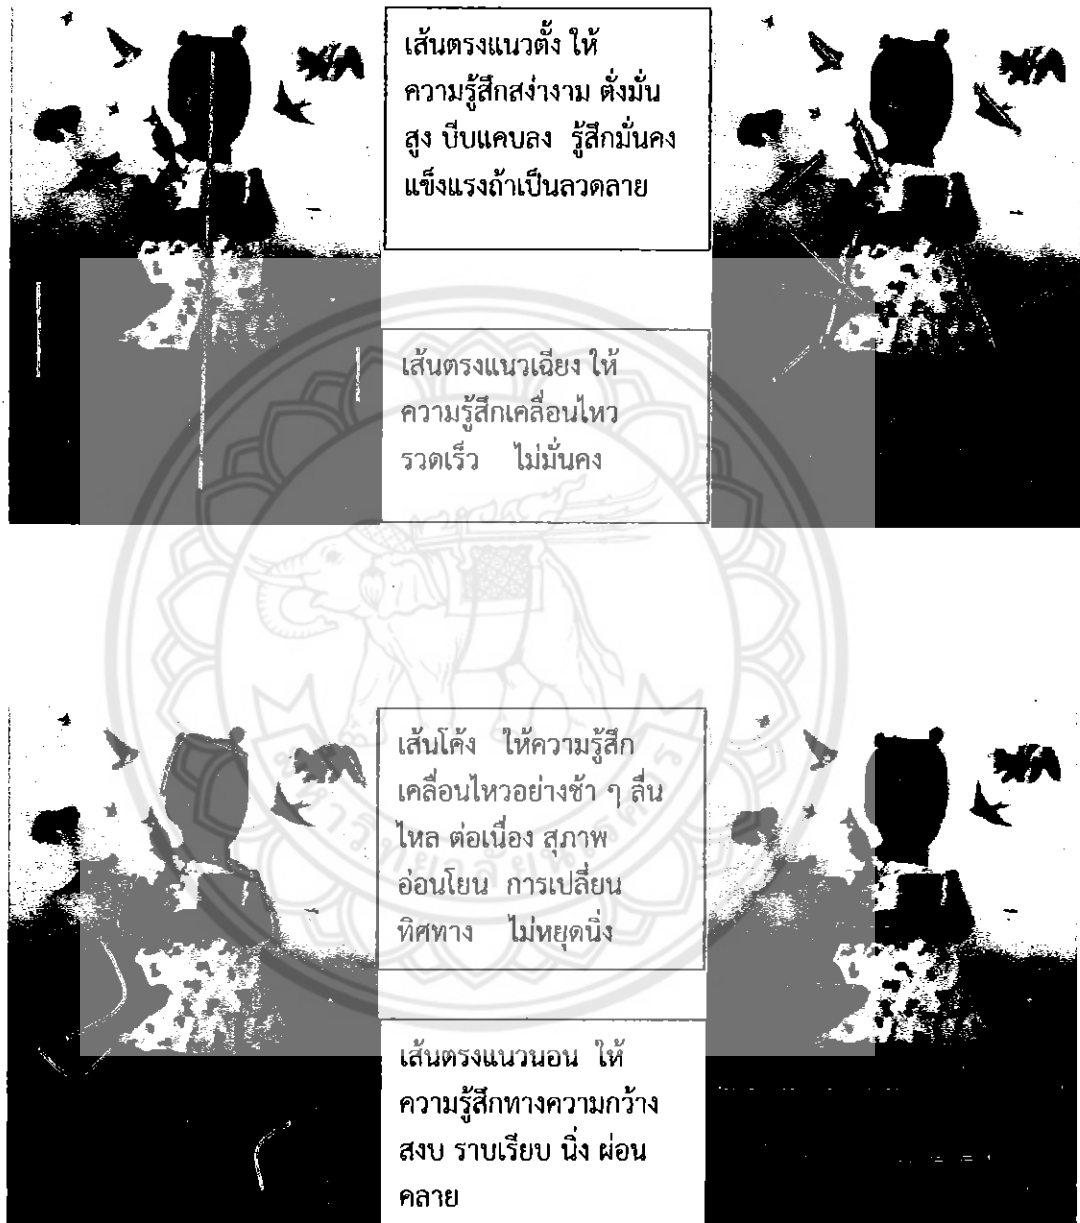 เส้นตรงแนวตั้ง ให้
ความรู้สึกสง่างาม ตั่งมั่น
สูง บีบแคบลง รู้สึกมั่นคง
แข็งแรงถ้าเป็นลวดลาย
เส้นตรงแนวเฉียง ให้
ความรู้สึกเคลื่อนไหว
รวดเร็ว ไม่มั่นคง
เส้นโค้ง ให้ความรู้สึก
เคลื่อนไหวอย่างช้า ๆ ลื่น
ไหล ต่อเนื่อง สุภาพ
อ่อนโยน การเปลี่ยน
ทิศทาง ไม่หยุดนิ่ง
เส้นตรงแนวนอน ให้
ความรู้สึกทางความกว้าง
สงบ ราบเรียบ นิ่ง ผ่อน
คลาย